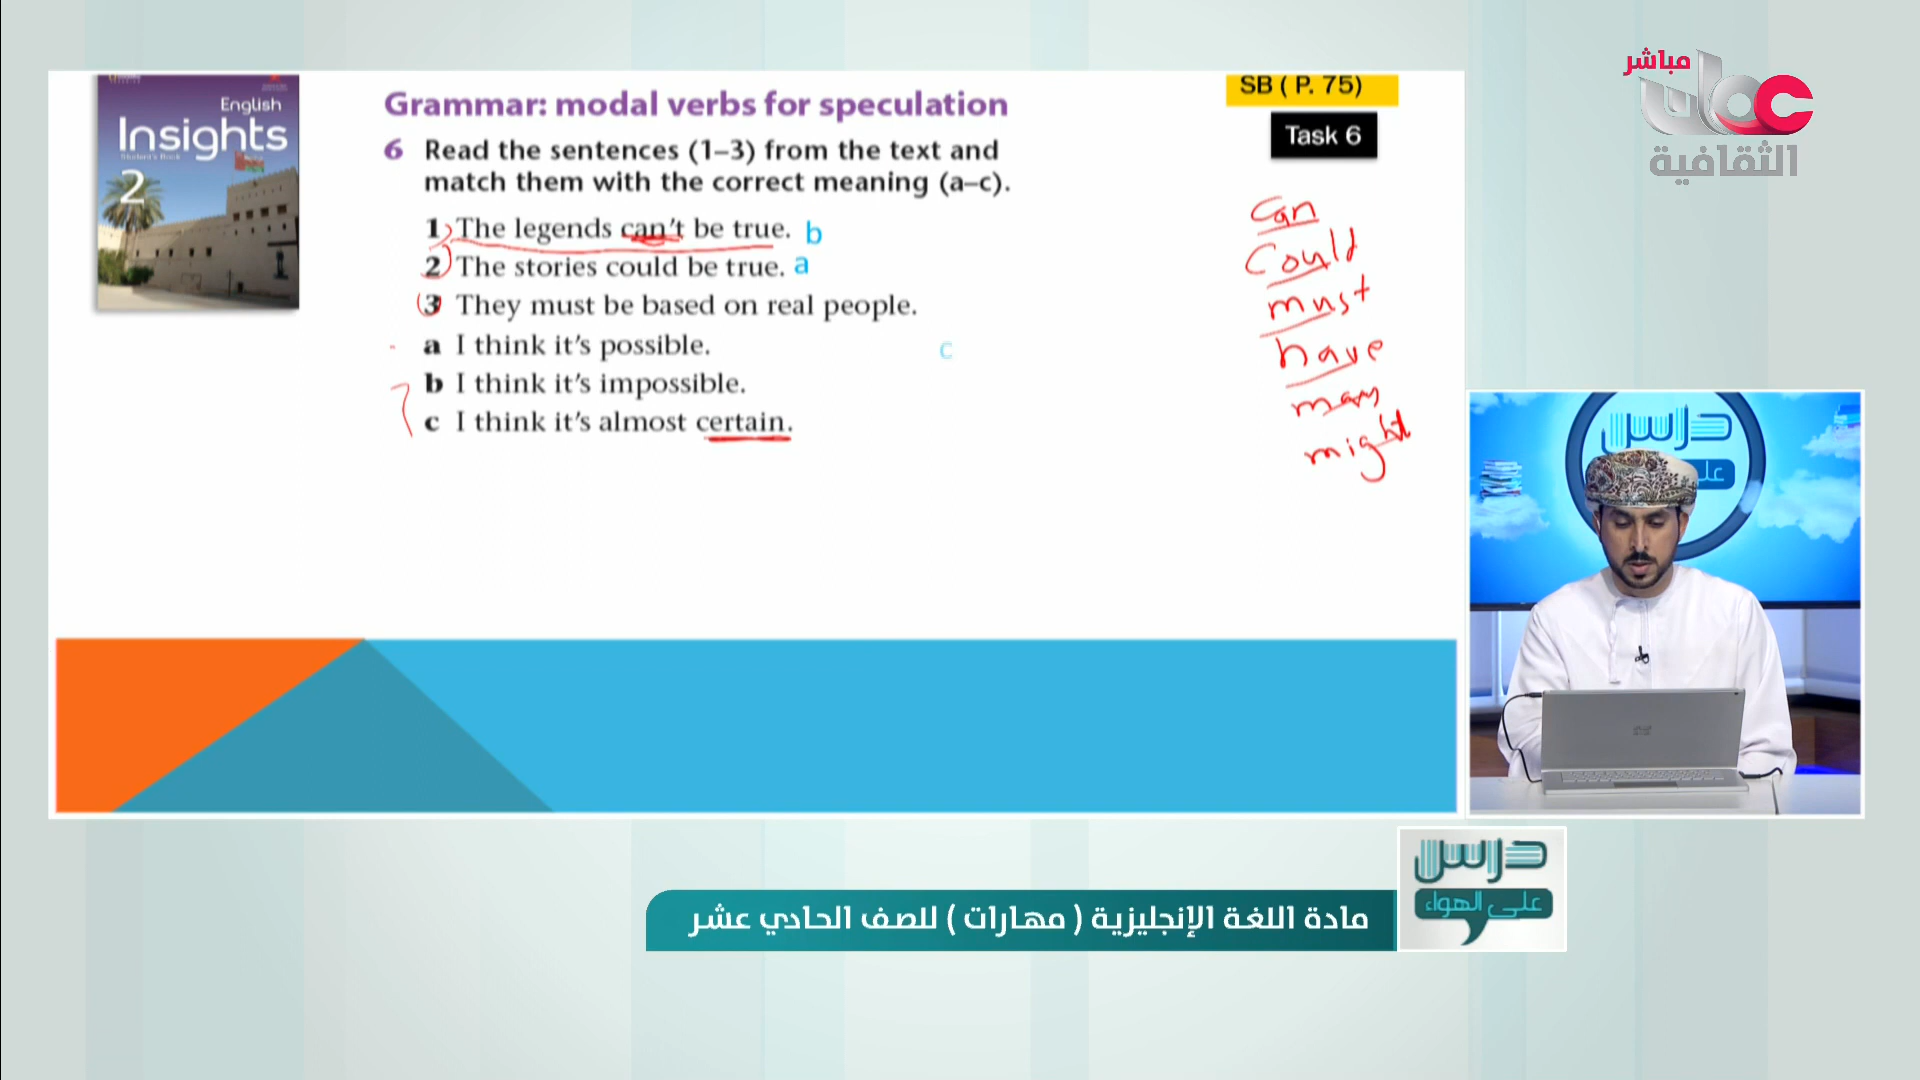 English
Insights
Student's Book
2
Grammar: modal verbs for speculation
6 Read the sentences (1–3) from the text and
match them with the correct meaning (a–c).
1 The legends can't be true. b
2 The stories could be true. a
3 They must be based on real people.
c
a I think it's possible.
b I think it's impossible.
c I think it's almost certain.
SB ( P. 75)
Task 6
Can
Could
must
have
may
might
مباشر
عمان
الثقافية
درس
على
درس
على الهواء
مادة اللغة الإنجليزية ( مهارات ) للصف الحادي عشر